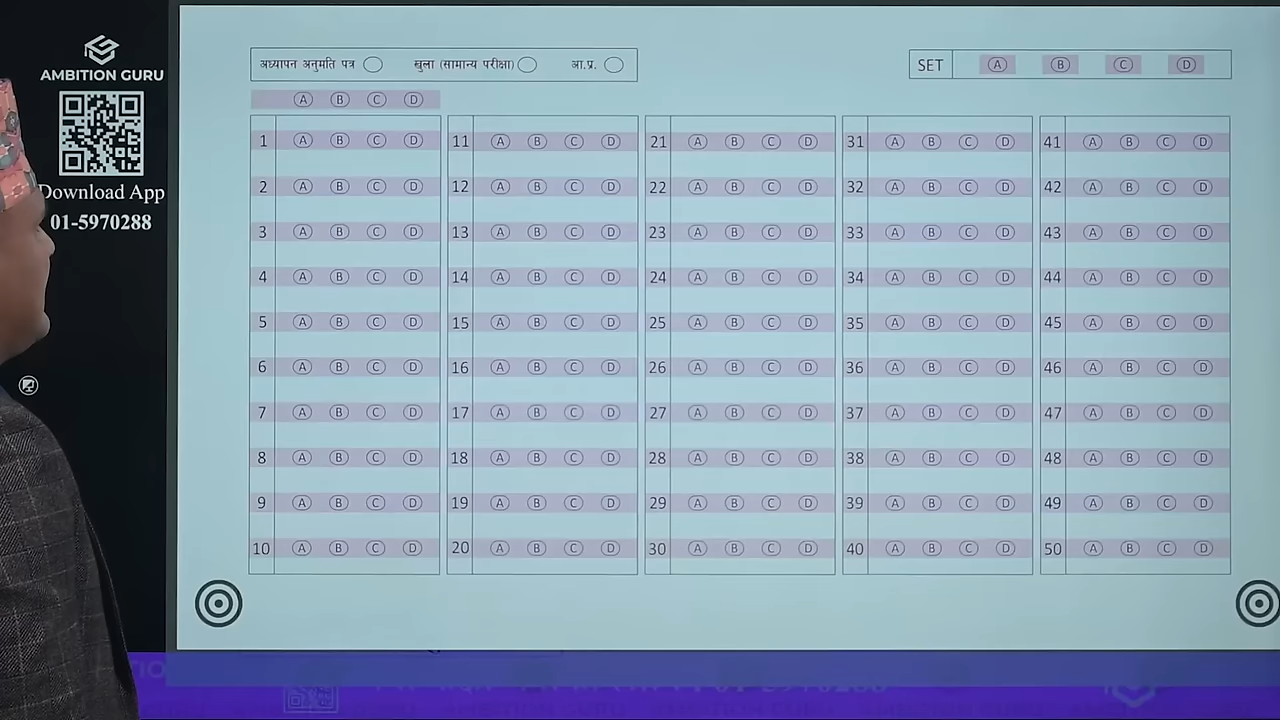 AMBITION GURU
Download App
01-5970288
अध्यापन अनुमति पत्र खुला (सामान्य परीक्षा) आ.प्र.
SET A B C D
A B C D
1 A B C D 11 A B C D 21 A B C D 31 A B C D 41 A B C D
2 A B C D 12 A B C D 22 A B C D 32 A B C D 42 A B C D
3 A B C D 13 A B C D 23 A B C D 33 A B C D 43 A B C D
4 A B C D 14 A B C D 24 A B C D 34 A B C D 44 A B C D
5 A B C D 15 A B C D 25 A B C D 35 A B C D 45 A B C D
6 A B C D 16 A B C D 26 A B C D 36 A B C D 46 A B C D
7 A B C D 17 A B C D 27 A B C D 37 A B C D 47 A B C D
8 A B C D 18 A B C D 28 A B C D 38 A B C D 48 A B C D
9 A B C D 19 A B C D 29 A B C D 39 A B C D 49 A B C D
10 A B C D 20 A B C D 30 A B C D 40 A B C D 50 A B C D